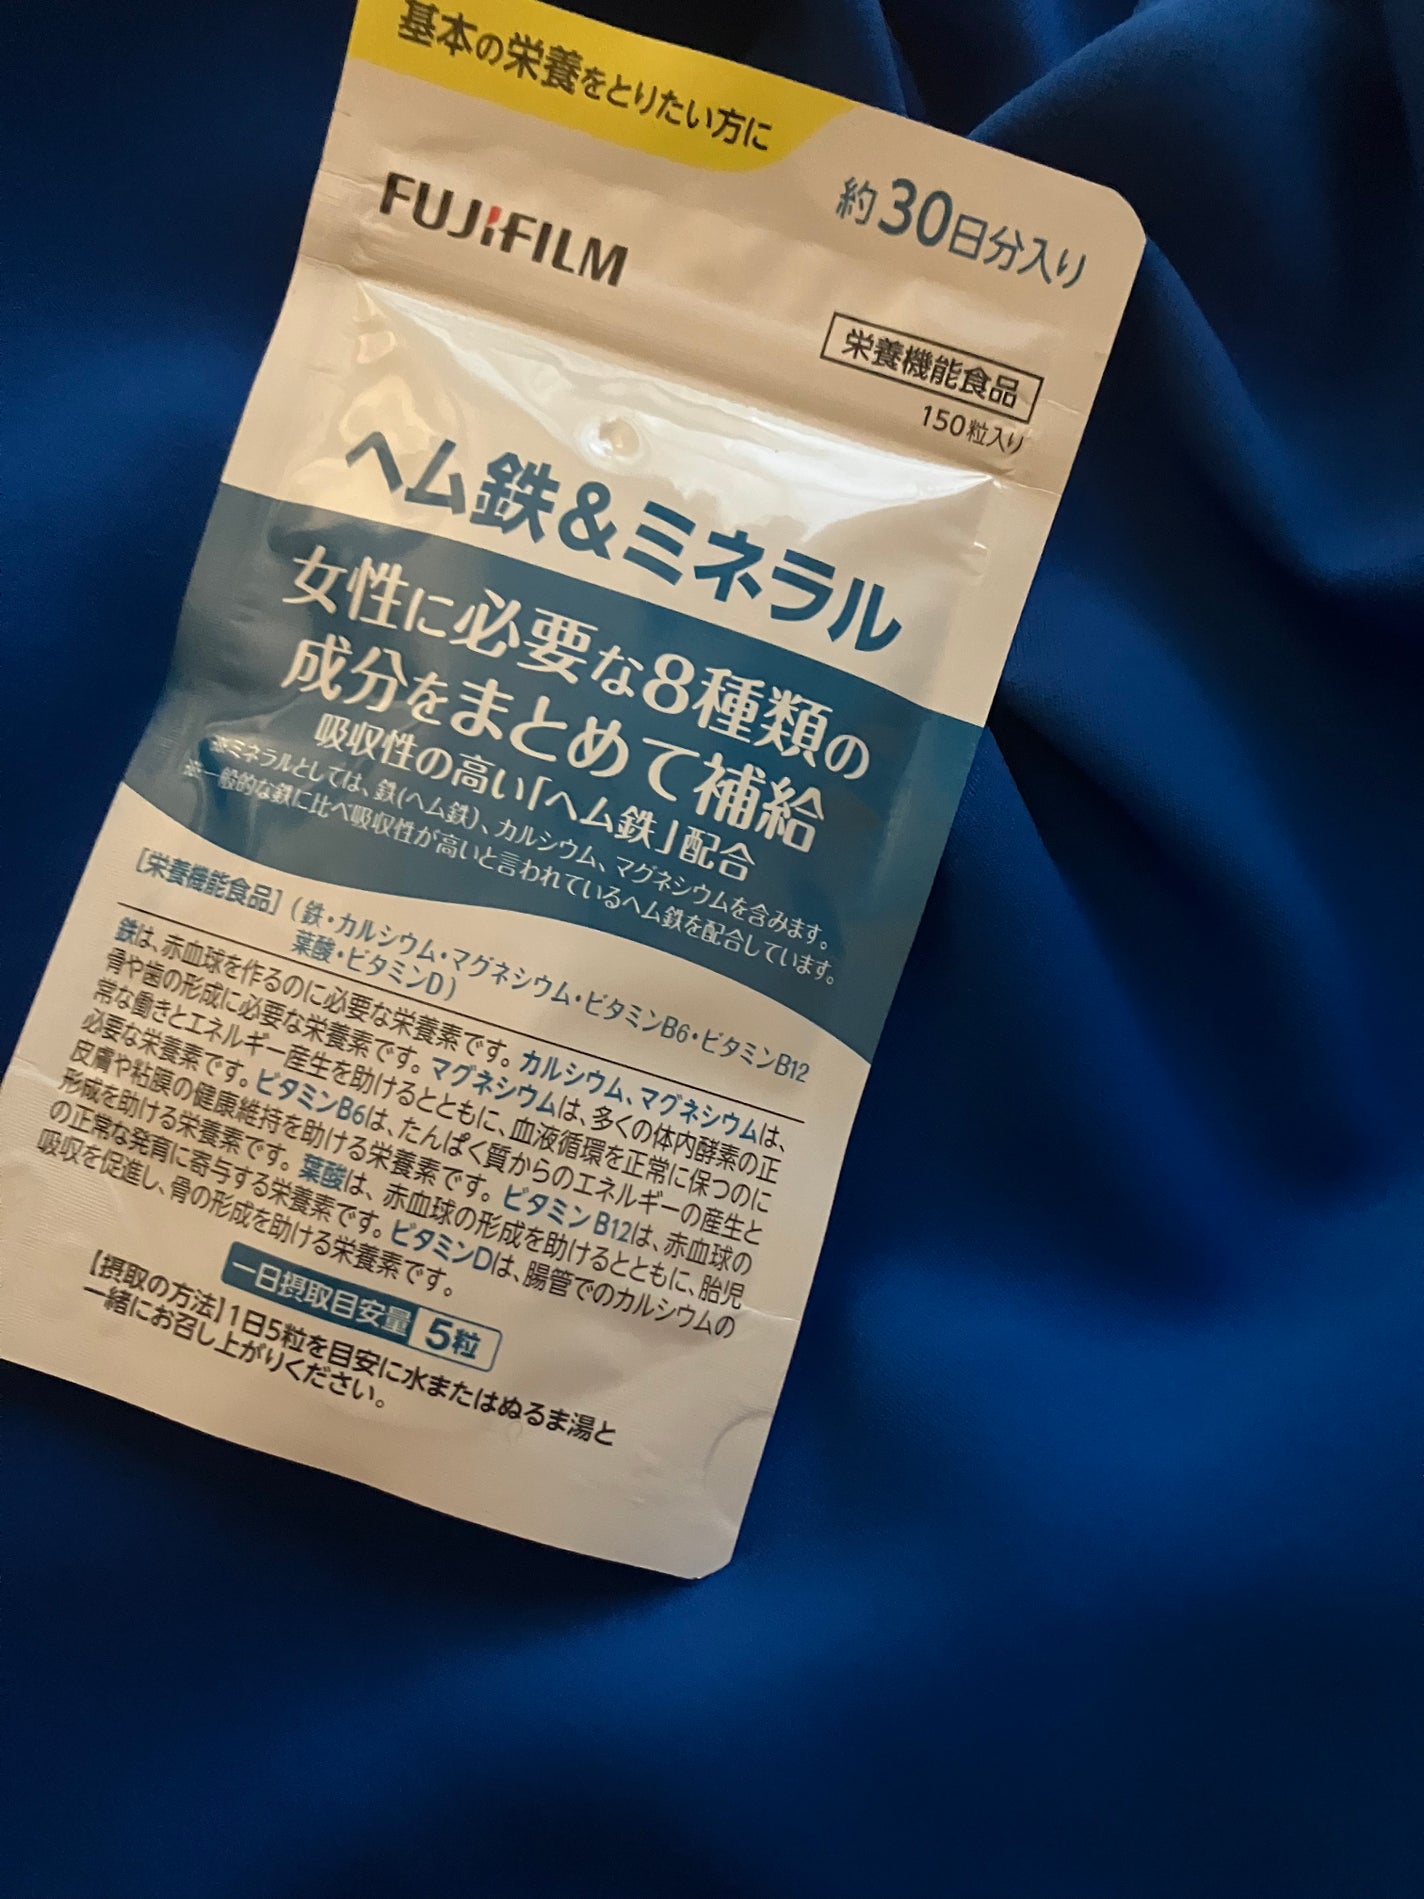 基本の栄養をとりたい方に
約30日分入り
FUJIFILM
栄養機能食品
150粒入り
ヘム鉄&ミネラル
女性に必要な8種類の
成分をまとめて補給
吸収性の高い「ヘム鉄」配合
※ミネラルとしては、鉄(ヘム鉄)、カルシウム、マグネシウムを含みます。
※一般的な鉄に比べ吸収性が高いと言われているヘム鉄を配合しています。
[栄養機能食品](鉄・カルシウム・マグネシウム・ビタミンB6・ビタミンB12
葉酸・ビタミンD)
鉄は、赤血球を作るのに必要な栄養素です。カルシウム、マグネシウムは、
骨や歯の形成に必要な栄養素です。マグネシウムは、多くの体内酵素の正
常な働きとエネルギー産生を助けるとともに、血液循環を正常に保つのに
必要な栄養素です。ビタミンB6は、たんぱく質からのエネルギーの産生と
皮膚や粘膜の健康維持を助ける栄養素です。ビタミンB12は、赤血球の
形成を助ける栄養素です。葉酸は、赤血球の形成を助けるとともに、胎児
の正常な発育に寄与する栄養素です。ビタミンDは、腸管でのカルシウムの
吸収を促進し、骨の形成を助ける栄養素です。
一日摂取目安量 5粒
【摂取の方法】1日5粒を目安に水またはぬるま湯と
一緒にお召し上がりください。